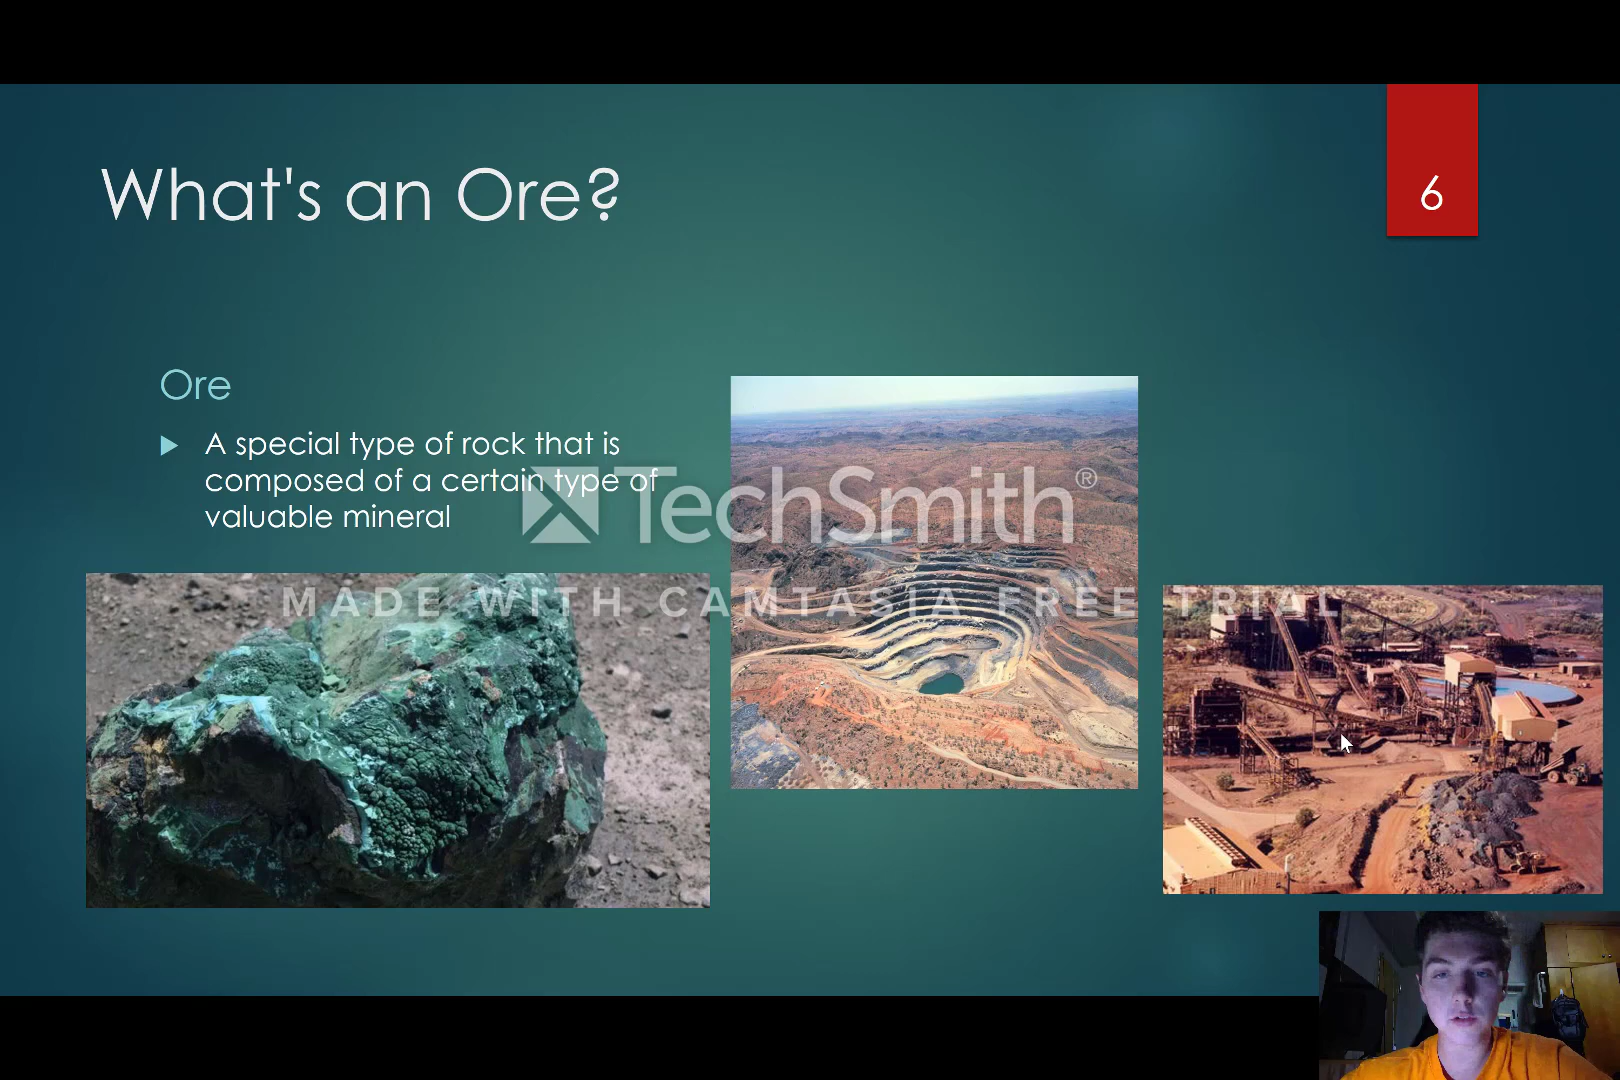 What's an Ore?
6
Ore
A special type of rock that is
composed of a certain type of
valuable mineral
TechSmith®
MADE WITH CAMTASIA FREE TRIAL